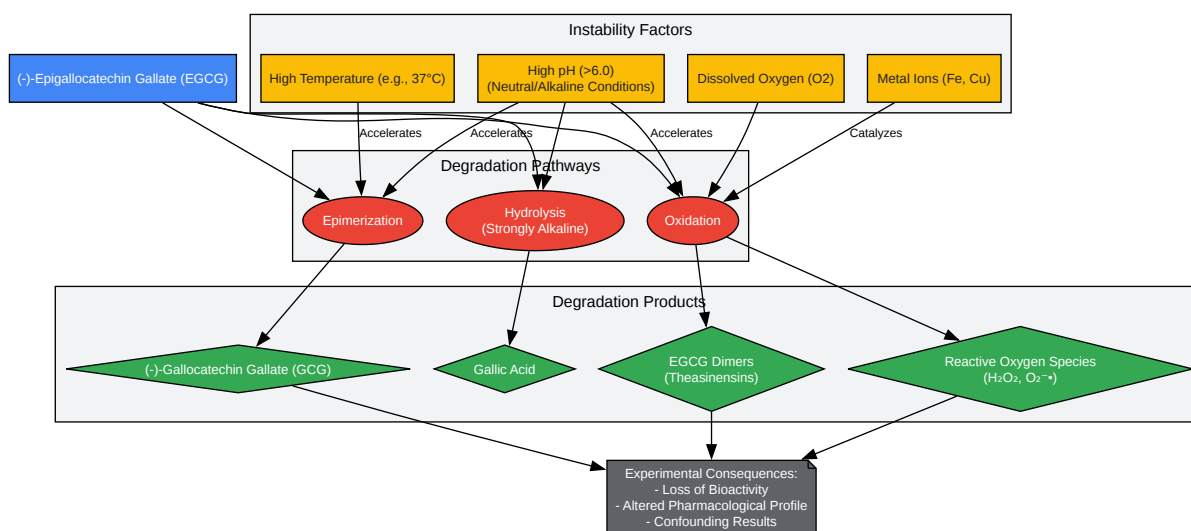 Instability Factors
(-)-Epigallocatechin Gallate (EGCG)
High Temperature (e.g., 37°C)
High pH (>6.0)
(Neutral/Alkaline Conditions)
Dissolved Oxygen (O2)
Metal Ions (Fe, Cu)
Accelerates
Accelerates
Accelerates
Catalyzes
Degradation Pathways
Epimerization
Hydrolysis
(Strongly Alkaline)
Oxidation
Degradation Products
(-)-Gallocatechin Gallate (GCG)
Gallic Acid
EGCG Dimers
(Theasinensins)
Reactive Oxygen Species
(H₂O₂, O₂⁻•)
Experimental Consequences:
- Loss of Bioactivity
- Altered Pharmacological Profile
- Confounding Results